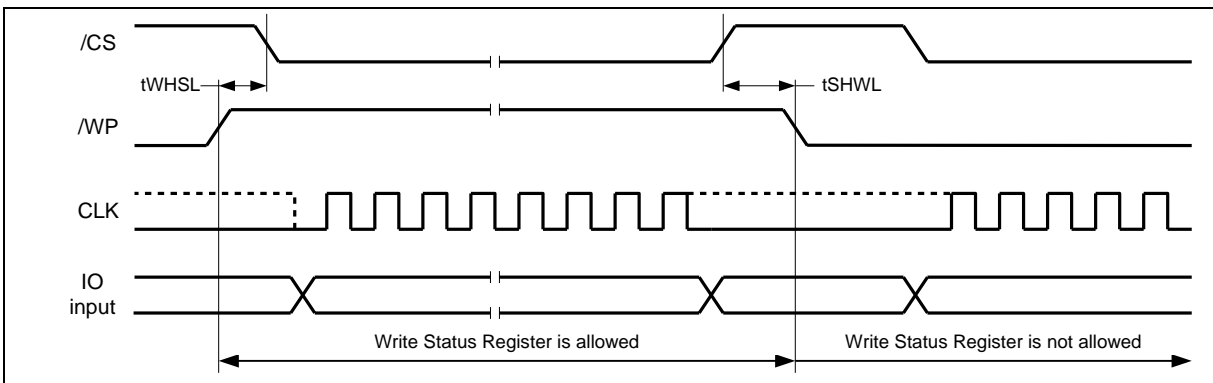 /CS
tWHSL
tSHWL
/WP
CLK
IO
input
Write Status Register is allowed
Write Status Register is not allowed